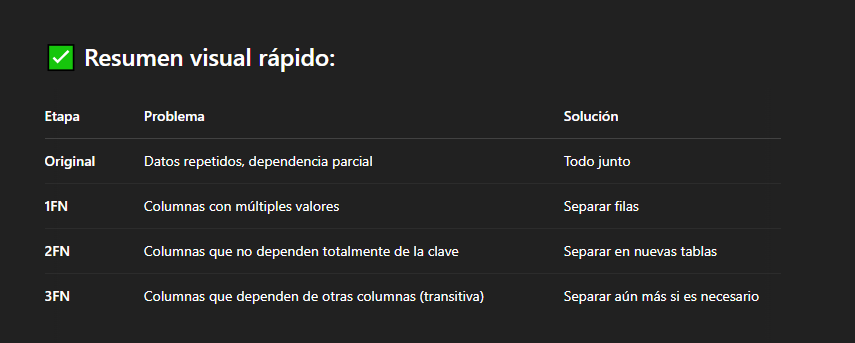 ✅ Resumen visual rápido:
Etapa Problema Solución
Original Datos repetidos, dependencia parcial Todo junto
1FN Columnas con múltiples valores Separar filas
2FN Columnas que no dependen totalmente de la clave Separar en nuevas tablas
3FN Columnas que dependen de otras columnas (transitiva) Separar aún más si es necesario